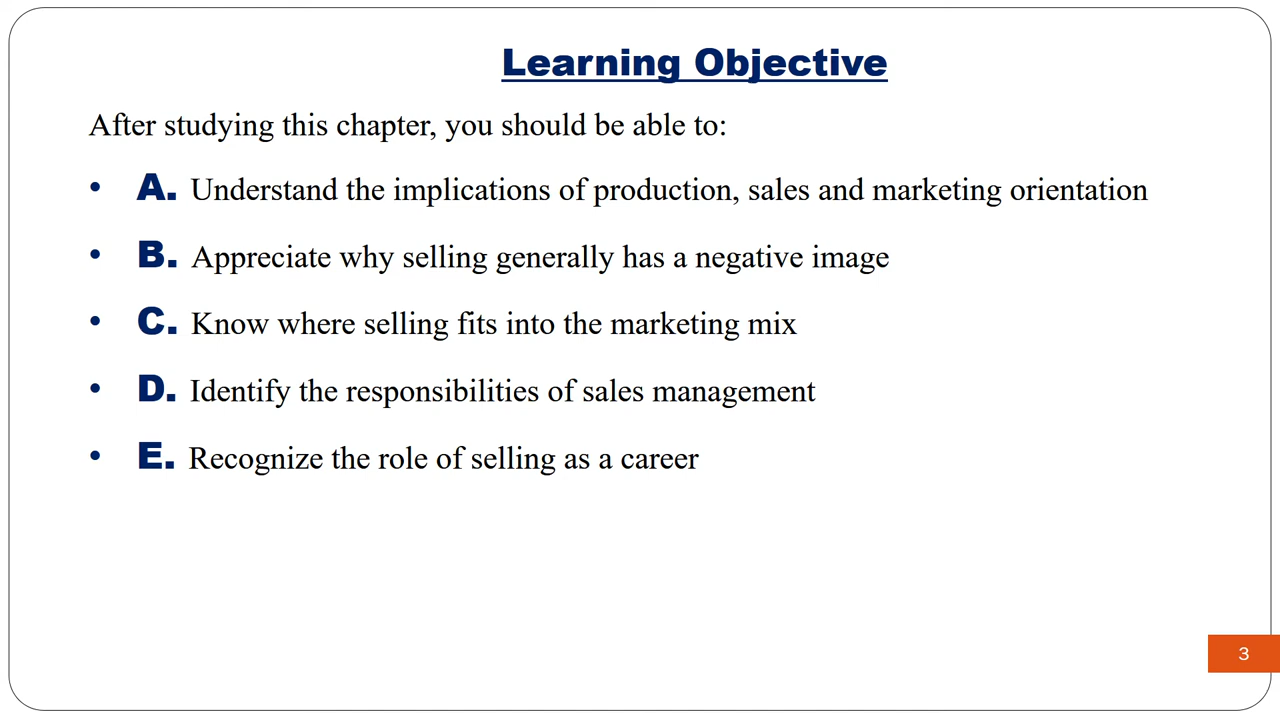 Learning Objective
After studying this chapter, you should be able to:
• A. Understand the implications of production, sales and marketing orientation
• B. Appreciate why selling generally has a negative image
• C. Know where selling fits into the marketing mix
• D. Identify the responsibilities of sales management
• E. Recognize the role of selling as a career
3